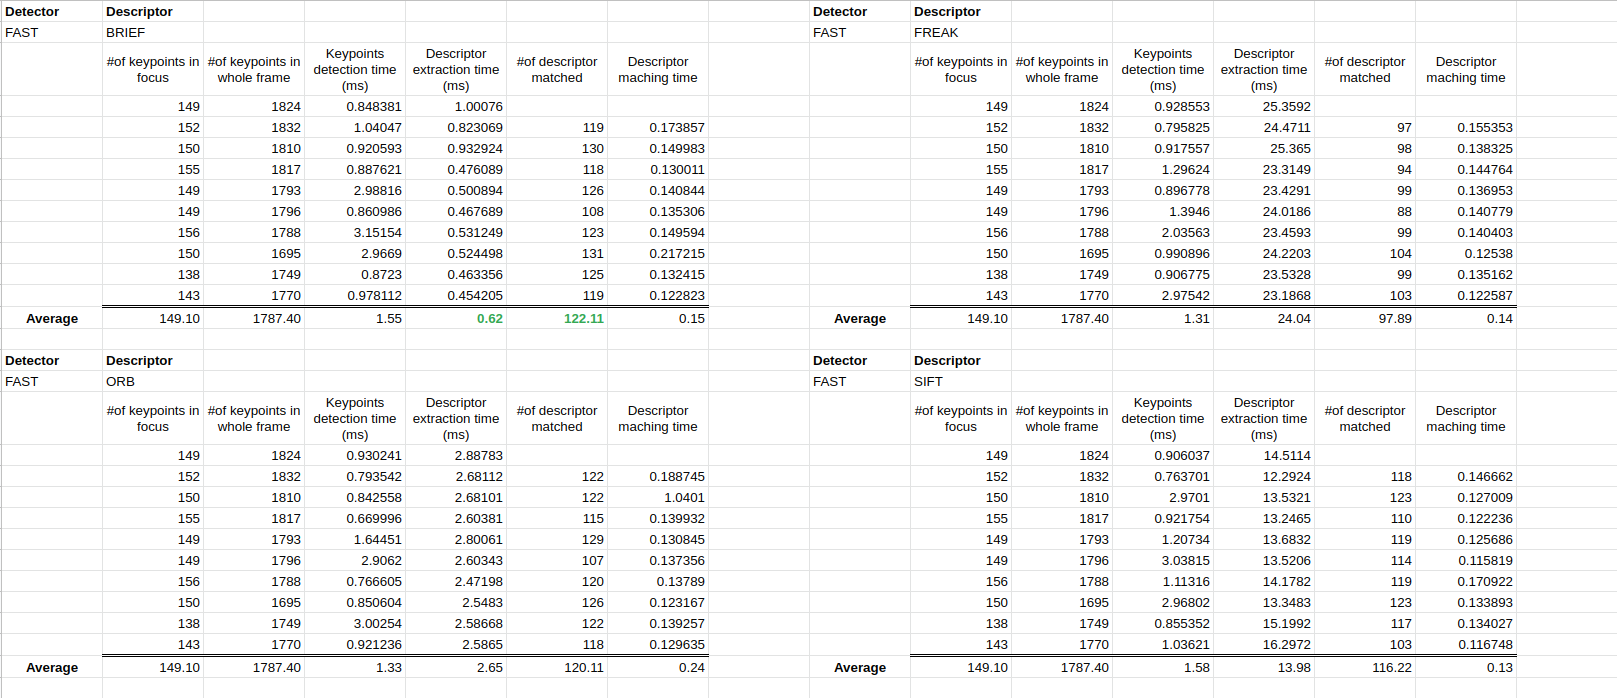 Detector Descriptor
FAST BRIEF
#of keypoints in focus #of keypoints in whole frame Keypoints detection time (ms) Descriptor extraction time (ms) #of descriptor matched Descriptor maching time
149 1824 0.848381 1.00076
152 1832 1.04047 0.823069 119 0.173857
150 1810 0.920593 0.932924 130 0.149983
155 1817 0.887621 0.476089 118 0.130011
149 1793 2.98816 0.500894 126 0.140844
149 1796 0.860986 0.467689 108 0.135306
156 1788 3.15154 0.531249 123 0.149594
150 1695 2.9669 0.524498 131 0.217215
138 1749 0.8723 0.463356 125 0.132415
143 1770 0.978112 0.454205 119 0.122823
Average 149.10 1787.40 1.55 0.62 122.11 0.15
Detector Descriptor
FAST FREAK
#of keypoints in focus #of keypoints in whole frame Keypoints detection time (ms) Descriptor extraction time (ms) #of descriptor matched Descriptor maching time
149 1824 0.928553 25.3592
152 1832 0.795825 24.4711 97 0.155353
150 1810 0.917557 25.365 98 0.138325
155 1817 1.29624 23.3149 94 0.144764
149 1793 0.896778 23.4291 99 0.136953
149 1796 1.3946 24.0186 88 0.140779
156 1788 2.03563 23.4593 99 0.140403
150 1695 0.990896 24.2203 104 0.12538
138 1749 0.906775 23.5328 99 0.135162
143 1770 2.97542 23.1868 103 0.122587
Average 149.10 1787.40 1.31 24.04 97.89 0.14
Detector Descriptor
FAST ORB
#of keypoints in focus #of keypoints in whole frame Keypoints detection time (ms) Descriptor extraction time (ms) #of descriptor matched Descriptor maching time
149 1824 0.930241 2.88783
152 1832 0.793542 2.68112 122 0.188745
150 1810 0.842558 2.68101 122 1.0401
155 1817 0.669996 2.60381 115 0.139932
149 1793 1.64451 2.80061 129 0.130845
149 1796 2.9062 2.60343 107 0.137356
156 1788 0.766605 2.47198 120 0.13789
150 1695 0.850604 2.5483 126 0.123167
138 1749 3.00254 2.58668 122 0.139257
143 1770 0.921236 2.5865 118 0.129635
Average 149.10 1787.40 1.33 2.65 120.11 0.24
Detector Descriptor
FAST SIFT
#of keypoints in focus #of keypoints in whole frame Keypoints detection time (ms) Descriptor extraction time (ms) #of descriptor matched Descriptor maching time
149 1824 0.906037 14.5114
152 1832 0.763701 12.2924 118 0.146662
150 1810 2.9701 13.5321 123 0.127009
155 1817 0.921754 13.2465 110 0.122236
149 1793 1.20734 13.6832 119 0.125686
149 1796 3.03815 13.5206 114 0.115819
156 1788 1.11316 14.1782 119 0.170922
150 1695 2.96802 13.3483 123 0.133893
138 1749 0.855352 15.1992 117 0.134027
143 1770 1.03621 16.2972 103 0.116748
Average 149.10 1787.40 1.58 13.98 116.22 0.13